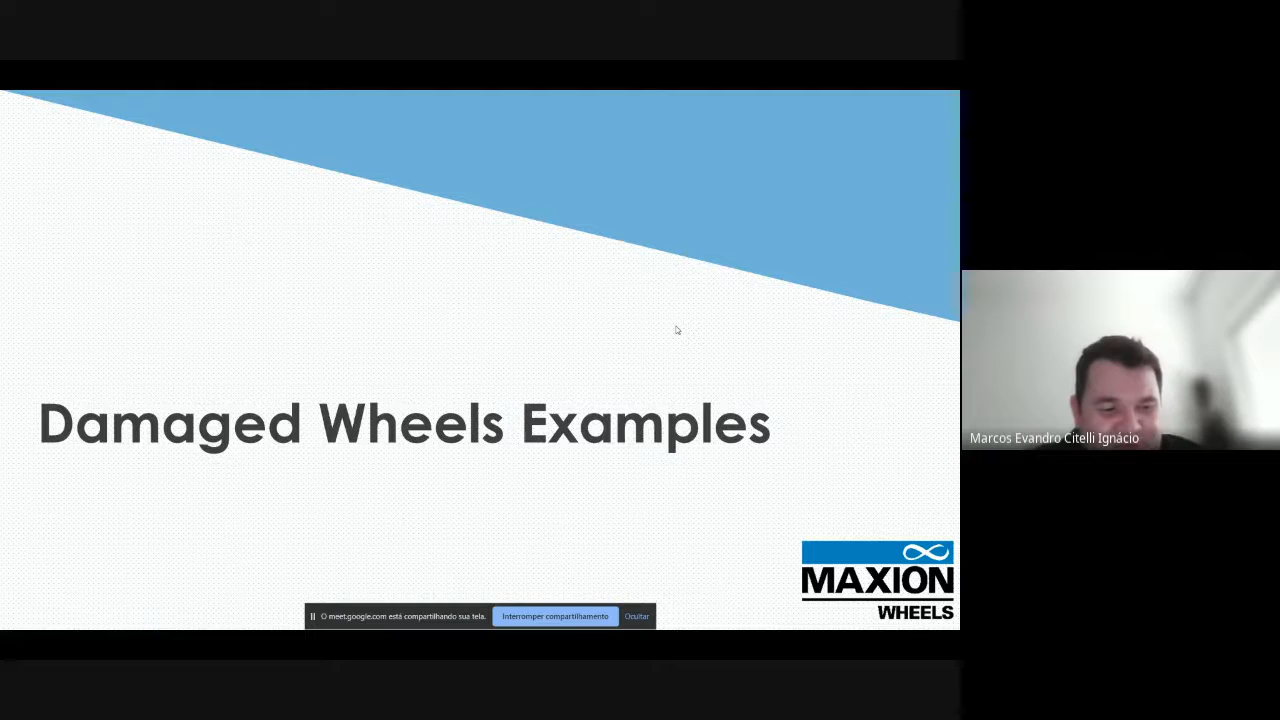 Damaged Wheels Examples
Marcos Evandro Citelli Ignácio
MAXION
WHEELS
O meet.google.com está compartilhando sua tela.
Interromper compartilhamento
Ocultar